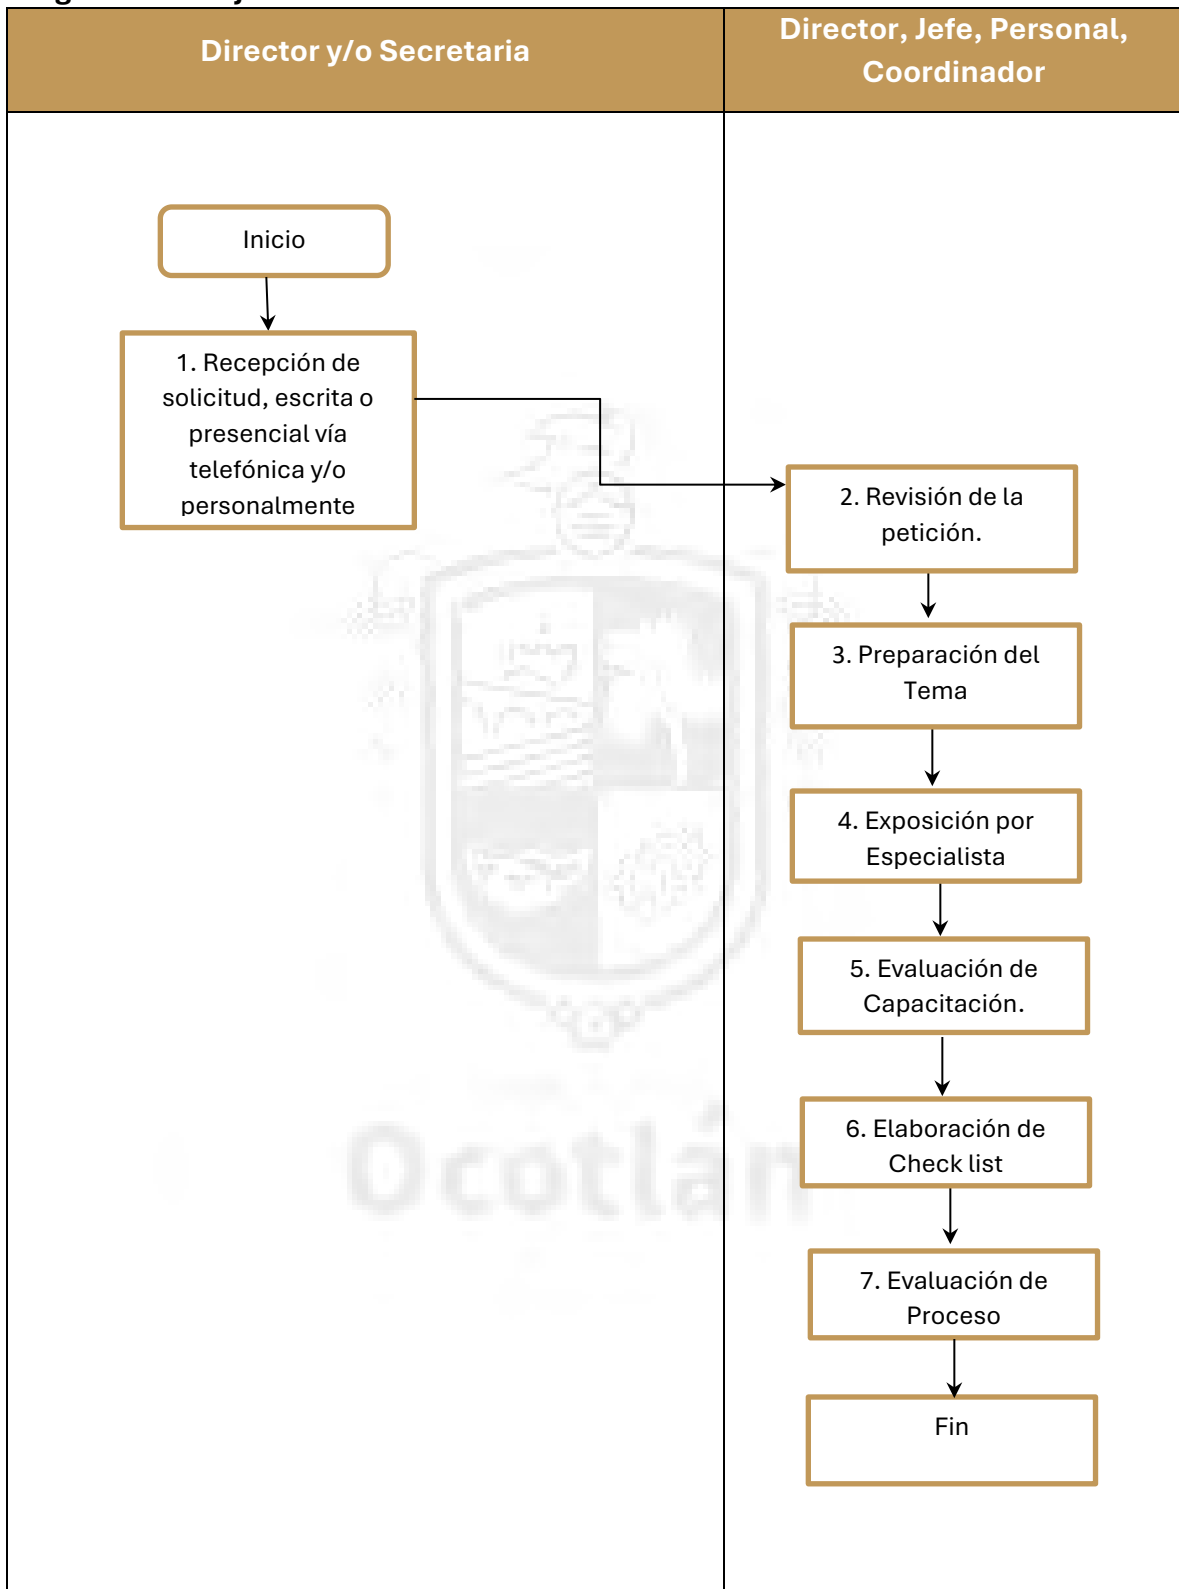 Director y/o Secretaria
Director, Jefe, Personal,
Coordinador
Inicio
1. Recepción de
solicitud, escrita o
presencial vía
telefónica y/o
personalmente
2. Revisión de la
petición.
3. Preparación del
Tema
4. Exposición por
Especialista
5. Evaluación de
Capacitación.
6. Elaboración de
Check list
7. Evaluación de
Proceso
Fin
Ocotlán